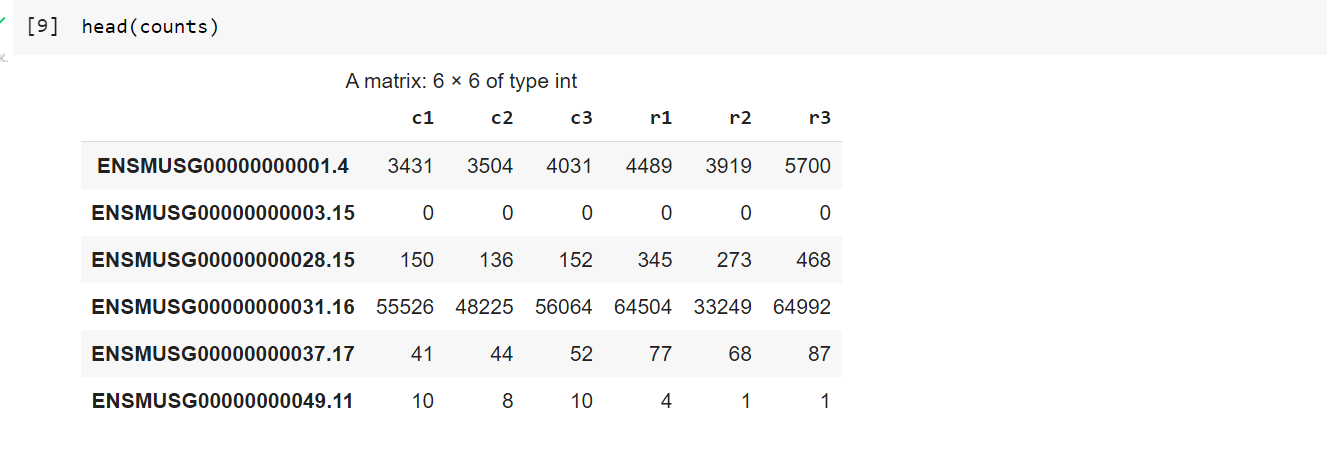 [9] head(counts)
x.
A matrix: 6 × 6 of type int
c1 c2 c3 r1 r2 r3
ENSMUSG00000000001.4 3431 3504 4031 4489 3919 5700
ENSMUSG00000000003.15 0 0 0 0 0 0
ENSMUSG00000000028.15 150 136 152 345 273 468
ENSMUSG00000000031.16 55526 48225 56064 64504 33249 64992
ENSMUSG00000000037.17 41 44 52 77 68 87
ENSMUSG00000000049.11 10 8 10 4 1 1